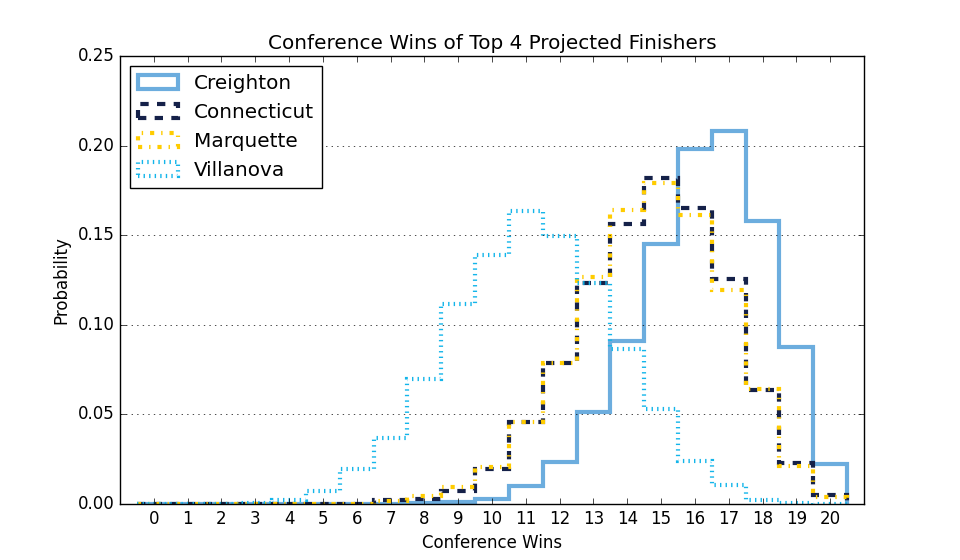 Conference Wins of Top 4 Projected Finishers
0.25
0.20
0.15
0.10
0.05
0.00
Probability
Creighton
Connecticut
Marquette
Villanova
0 1 2 3 4 5 6 7 8 9 10 11 12 13 14 15 16 17 18 19 20
Conference Wins